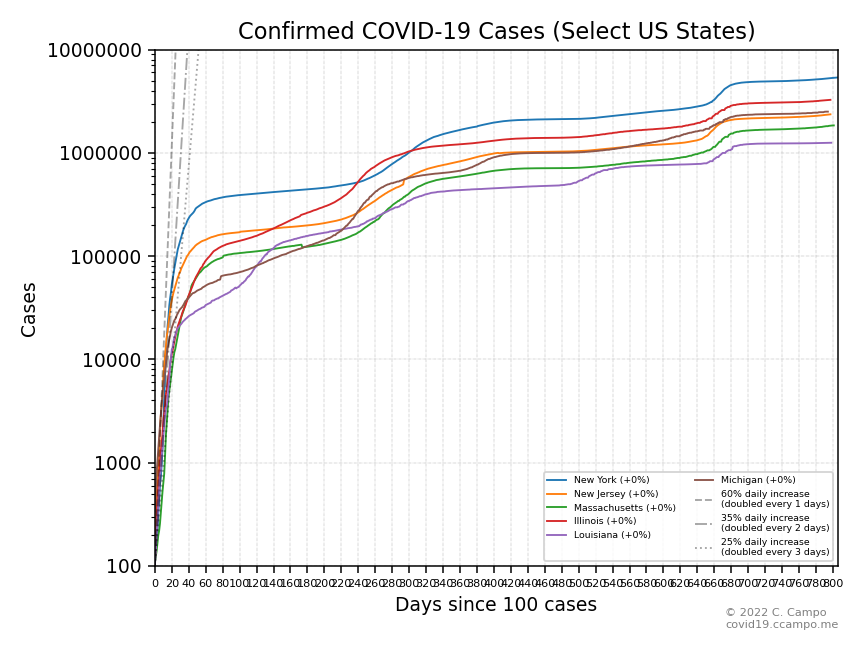 Confirmed COVID-19 Cases (Select US States)
10000000
1000000
100000
10000
1000
100
Cases
0 20 40 60 80 100 120 140 160 180 200 220 240 260 280 300 320 340 360 380 400 420 440 460 480 500 520 540 560 580 600 620 640 660 680 700 720 740 760 780 800
Days since 100 cases
New York (+0%)
New Jersey (+0%)
Massachusetts (+0%)
Illinois (+0%)
Louisiana (+0%)
Michigan (+0%)
60% daily increase
(doubled every 1 days)
35% daily increase
(doubled every 2 days)
25% daily increase
(doubled every 3 days)
© 2022 C. Campo
covid19.ccampo.me